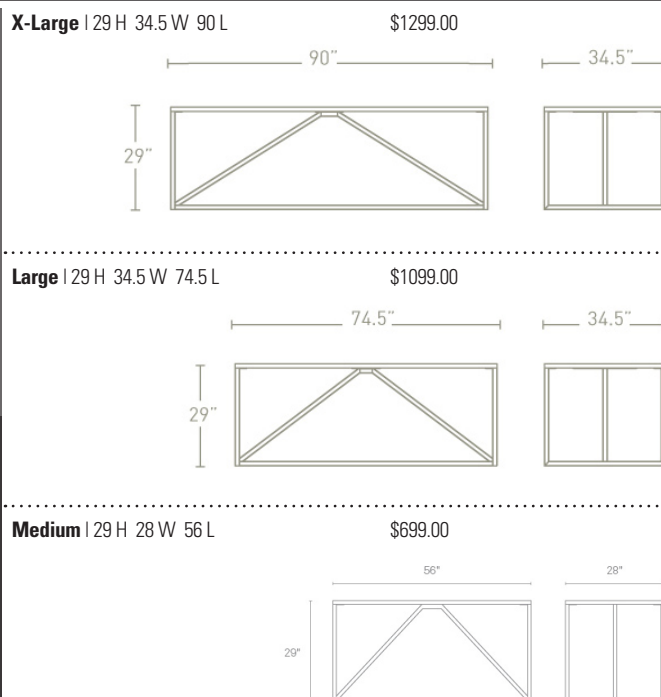 X-Large | 29 H 34.5 W 90 L $1299.00
90" 34.5"
29"
Large | 29 H 34.5 W 74.5 L $1099.00
74.5" 34.5"
29"
Medium | 29 H 28 W 56 L $699.00
56" 28"
29"